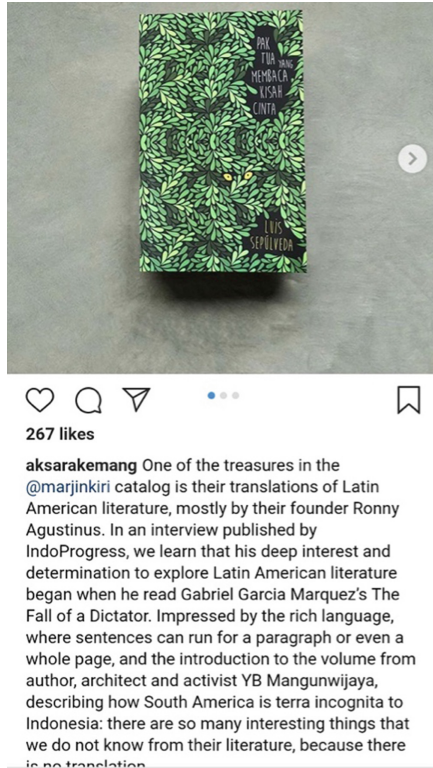 PAK
TUA YANG
MEMBACA
KISAH
CINTA
LUIS
SEPÚLVEDA
267 likes
aksarakemang One of the treasures in the
@marjinkiri catalog is their translations of Latin
American literature, mostly by their founder Ronny
Agustinus. In an interview published by
IndoProgress, we learn that his deep interest and
determination to explore Latin American literature
began when he read Gabriel Garcia Marquez's The
Fall of a Dictator. Impressed by the rich language,
where sentences can run for a paragraph or even a
whole page, and the introduction to the volume from
author, architect and activist YB Mangunwijaya,
describing how South America is terra incognita to
Indonesia: there are so many interesting things that
we do not know from their literature, because there
is no translation